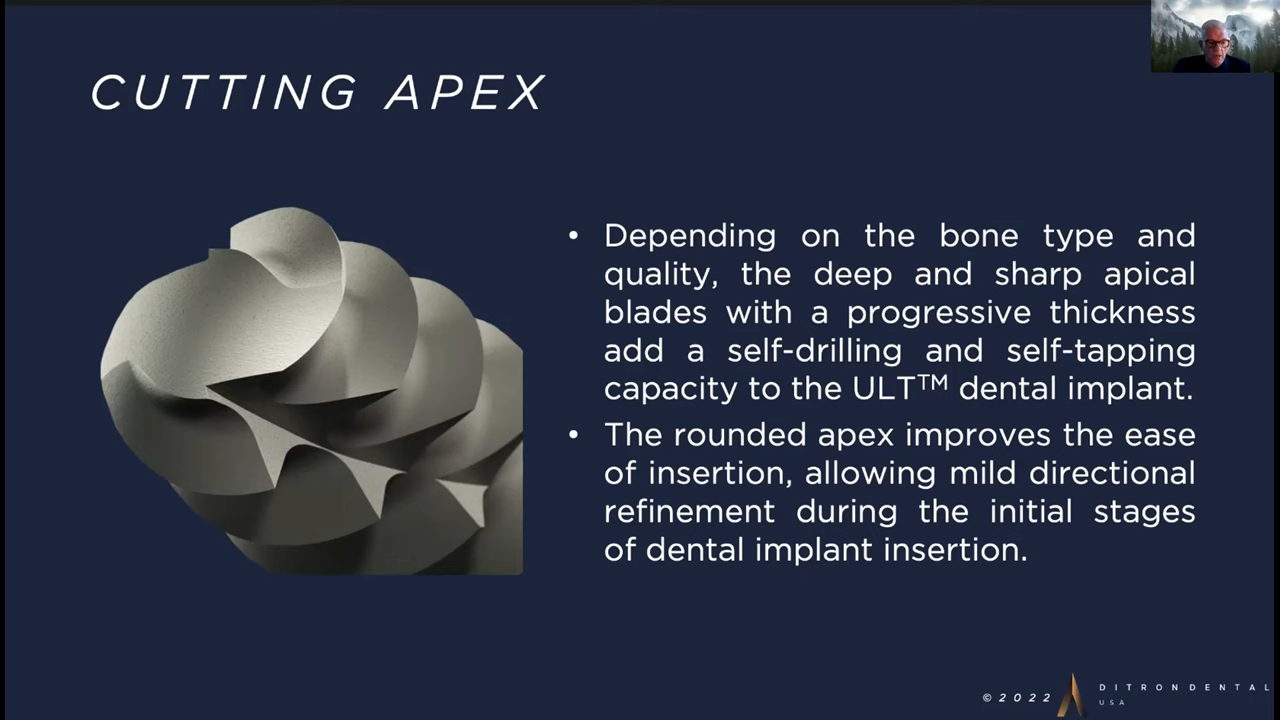 CUTTING APEX
• Depending on the bone type and
quality, the deep and sharp apical
blades with a progressive thickness
add a self-drilling and self-tapping
capacity to the ULT™ dental implant.
• The rounded apex improves the ease
of insertion, allowing mild directional
refinement during the initial stages
of dental implant insertion.
©2022
DITRONDENTAL
USA